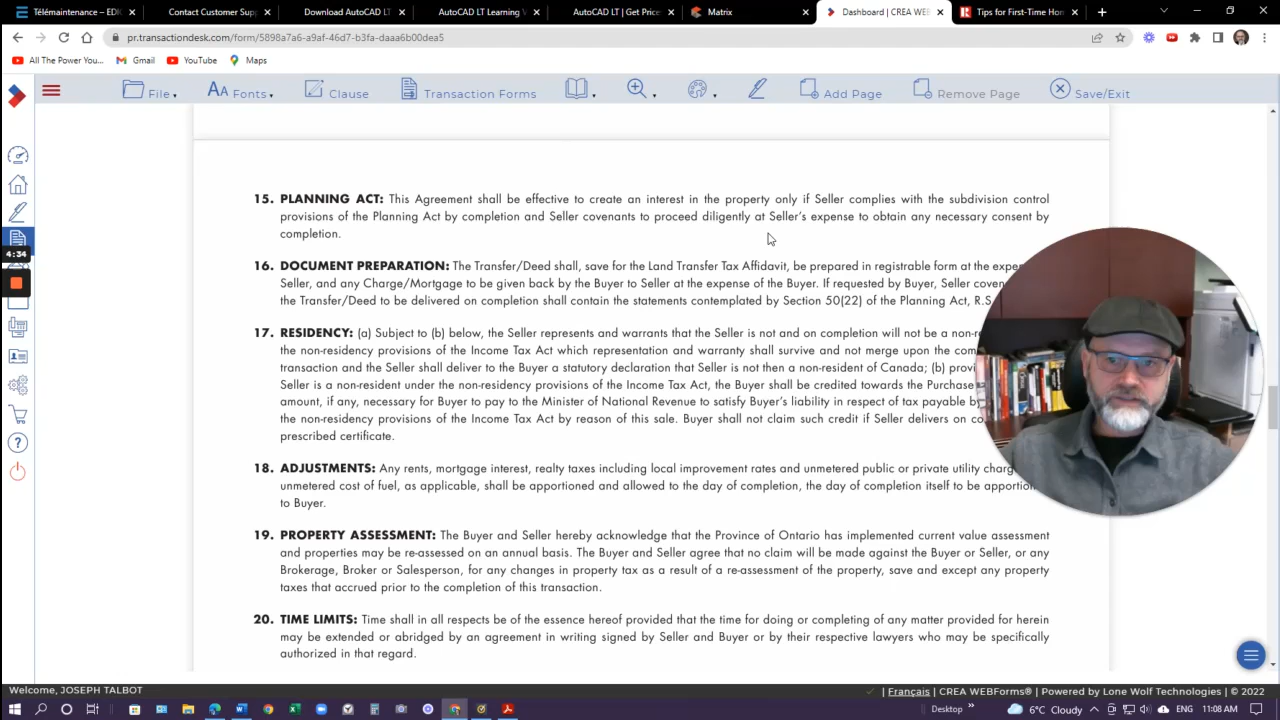 Télémaintenance – EDI
Contact Customer Supp
Download AutoCAD LT
AutoCAD LT Learning V
AutoCAD LT | Get Price
Matrix
Dashboard | CREA WEB
Tips for First-Time Hom
pr.transactiondesk.com/form/5898a7a6-a9af-46d7-b3fa-daaa6b00dea5
All The Power You...
Gmail
YouTube
Maps
File
Fonts
Clause
Transaction Forms
Add Page
Remove Page
Save/Exit
15. PLANNING ACT: This Agreement shall be effective to create an interest in the property only if Seller complies with the subdivision control
provisions of the Planning Act by completion and Seller covenants to proceed diligently at Seller's expense to obtain any necessary consent by
completion.
16. DOCUMENT PREPARATION: The Transfer/Deed shall, save for the Land Transfer Tax Affidavit, be prepared in registrable form at the expen
Seller, and any Charge/Mortgage to be given back by the Buyer to Seller at the expense of the Buyer. If requested by Buyer, Seller coven
the Transfer/Deed to be delivered on completion shall contain the statements contemplated by Section 50(22) of the Planning Act, R.S
17. RESIDENCY: (a) Subject to (b) below, the Seller represents and warrants that the Seller is not and on completion will not be a non-re
the non-residency provisions of the Income Tax Act which representation and warranty shall survive and not merge upon the com
transaction and the Seller shall deliver to the Buyer a statutory declaration that Seller is not then a non-resident of Canada; (b) provi
Seller is a non-resident under the non-residency provisions of the Income Tax Act, the Buyer shall be credited towards the Purchase
amount, if any, necessary for Buyer to pay to the Minister of National Revenue to satisfy Buyer's liability in respect of tax payable by
the non-residency provisions of the Income Tax Act by reason of this sale. Buyer shall not claim such credit if Seller delivers on co
prescribed certificate.
18. ADJUSTMENTS: Any rents, mortgage interest, realty taxes including local improvement rates and unmetered public or private utility charg
unmetered cost of fuel, as applicable, shall be apportioned and allowed to the day of completion, the day of completion itself to be apportion
to Buyer.
19. PROPERTY ASSESSMENT: The Buyer and Seller hereby acknowledge that the Province of Ontario has implemented current value assessment
and properties may be re-assessed on an annual basis. The Buyer and Seller agree that no claim will be made against the Buyer or Seller, or any
Brokerage, Broker or Salesperson, for any changes in property tax as a result of a re-assessment of the property, save and except any property
taxes that accrued prior to the completion of this transaction.
20. TIME LIMITS: Time shall in all respects be of the essence hereof provided that the time for doing or completing of any matter provided for herein
may be extended or abridged by an agreement in writing signed by Seller and Buyer or by their respective lawyers who may be specifically
authorized in that regard.
4:34
Welcome, JOSEPH TALBOT
| Français | CREA WEBForms® | Powered by Lone Wolf Technologies | © 2022
Desktop
6°C Cloudy
ENG
11:08 AM